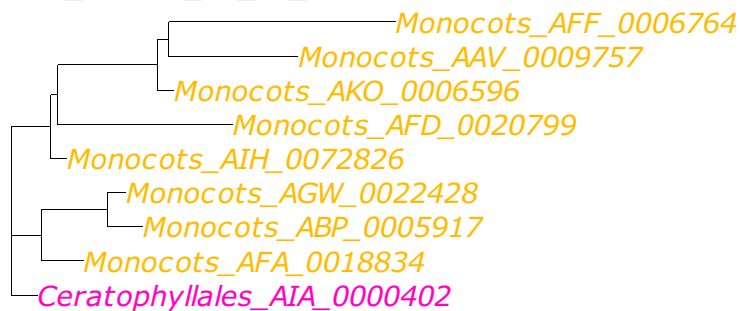 Monocots_AFF_0006764
Monocots_AAV_0009757
Monocots_AKO_0006596
Monocots_AFD_0020799
Monocots_AIH_0072826
Monocots_AGW_0022428
Monocots_ABP_0005917
Monocots_AFA_0018834
Ceratophyllales_AIA_0000402